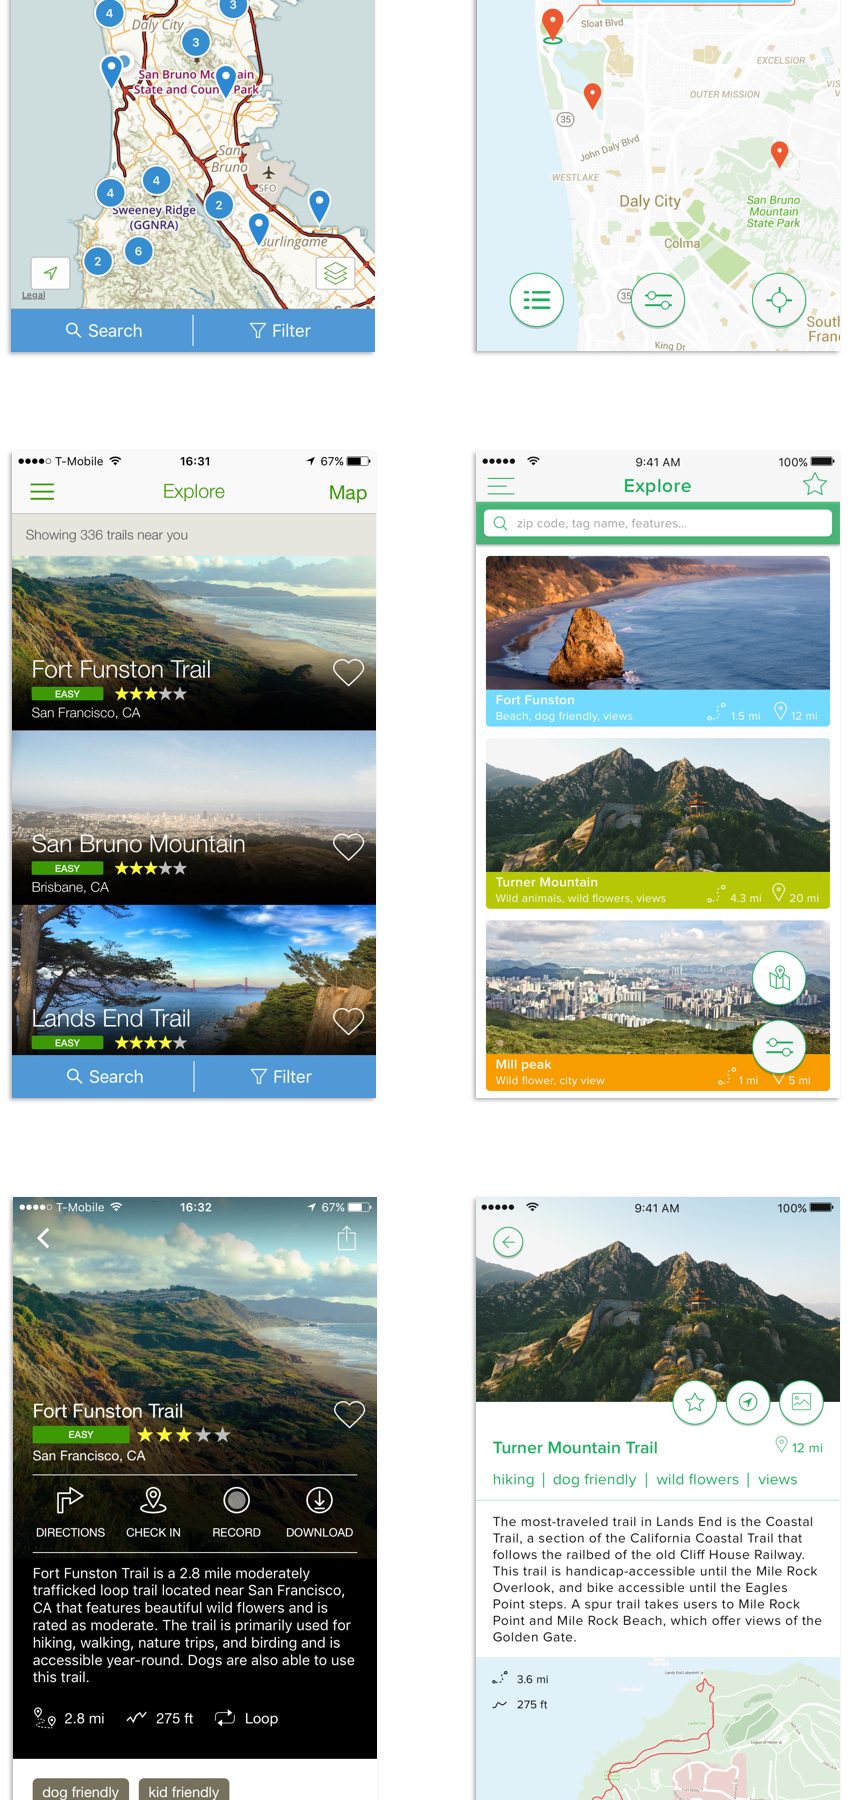 4
3
Daly City
3
San Bruno Mountain
State and County Park
San
Bruno
SFO
4
4
2
Sweeney Ridge
(GGNRA)
Burlingame
2
6
Legal
Search
Filter
Sloat Blvd
EXCELSIOR
OUTER MISSION
35
John Daly Blvd
WESTLAKE
Daly City
San Bruno
Mountain
State Park
Colma
35
South
Fran
King Dr
T-Mobile
16:31
67%
Explore
Map
Showing 336 trails near you
Fort Funston Trail
EASY
San Francisco, CA
San Bruno Mountain
EASY
Brisbane, CA
Lands End Trail
EASY
Search
Filter
9:41 AM
100%
Explore
zip code, tag name, features...
Fort Funston
Beach, dog friendly, views
1.5 mi
12 mi
Turner Mountain
Wild animals, wild flowers, views
4.3 mi
20 mi
Mill peak
Wild flower, city view
1 mi
5 mi
T-Mobile
16:32
67%
Fort Funston Trail
EASY
San Francisco, CA
DIRECTIONS
CHECK IN
RECORD
DOWNLOAD
Fort Funston Trail is a 2.8 mile moderately
trafficked loop trail located near San Francisco,
CA that features beautiful wild flowers and is
rated as moderate. The trail is primarily used for
hiking, walking, nature trips, and birding and is
accessible year-round. Dogs are also able to use
this trail.
2.8 mi
275 ft
Loop
dog friendly
kid friendly
9:41 AM
100%
Turner Mountain Trail
12 mi
hiking | dog friendly | wild flowers | views
The most-traveled trail in Lands End is the Coastal
Trail, a section of the California Coastal Trail that
follows the railbed of the old Cliff House Railway.
This trail is handicap-accessible until the Mile Rock
Overlook, and bike accessible until the Eagles
Point steps. A spur trail takes users to Mile Rock
Point and Mile Rock Beach, which offer views of the
Golden Gate.
3.6 mi
275 ft